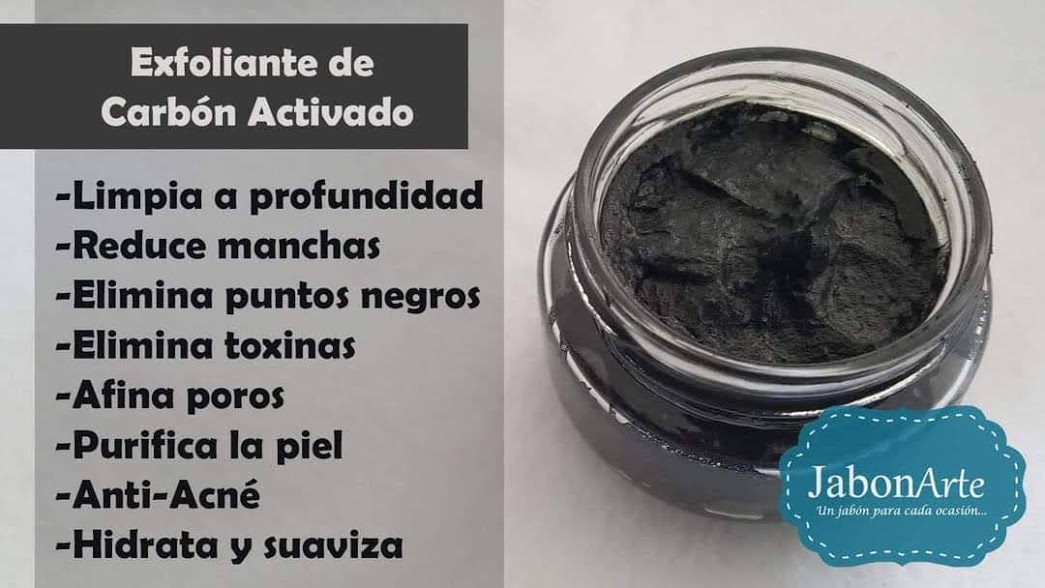 Exfoliante de
Carbón Activado
-Limpia a profundidad
-Reduce manchas
-Elimina puntos negros
-Elimina toxinas
-Afina poros
-Purifica la piel
-Anti-Acné
-Hidrata y suaviza
JabonArte
Un jabón para cada ocasión...